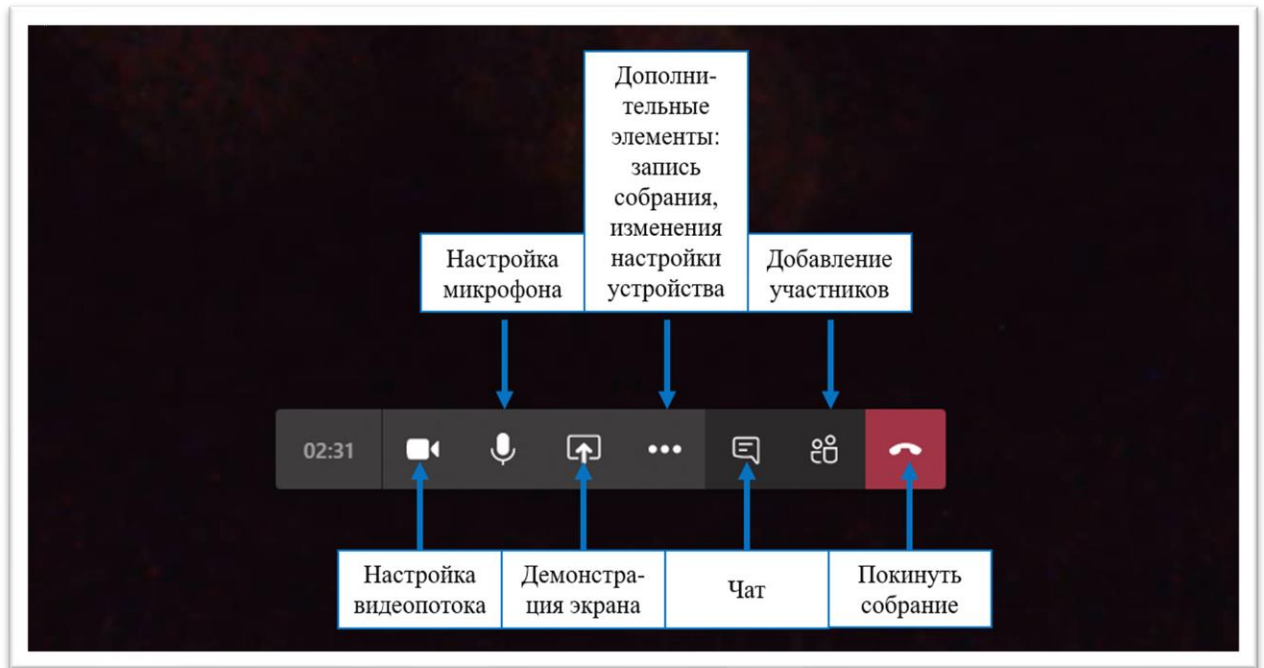 Дополни-
тельные
элементы:
запись
собрания,
изменения
настройки
устройства
Настройка
микрофона
Добавление
участников
02:31
Настройка
видеопотока
Демонстра-
ция экрана
Чат
Покинуть
собрание